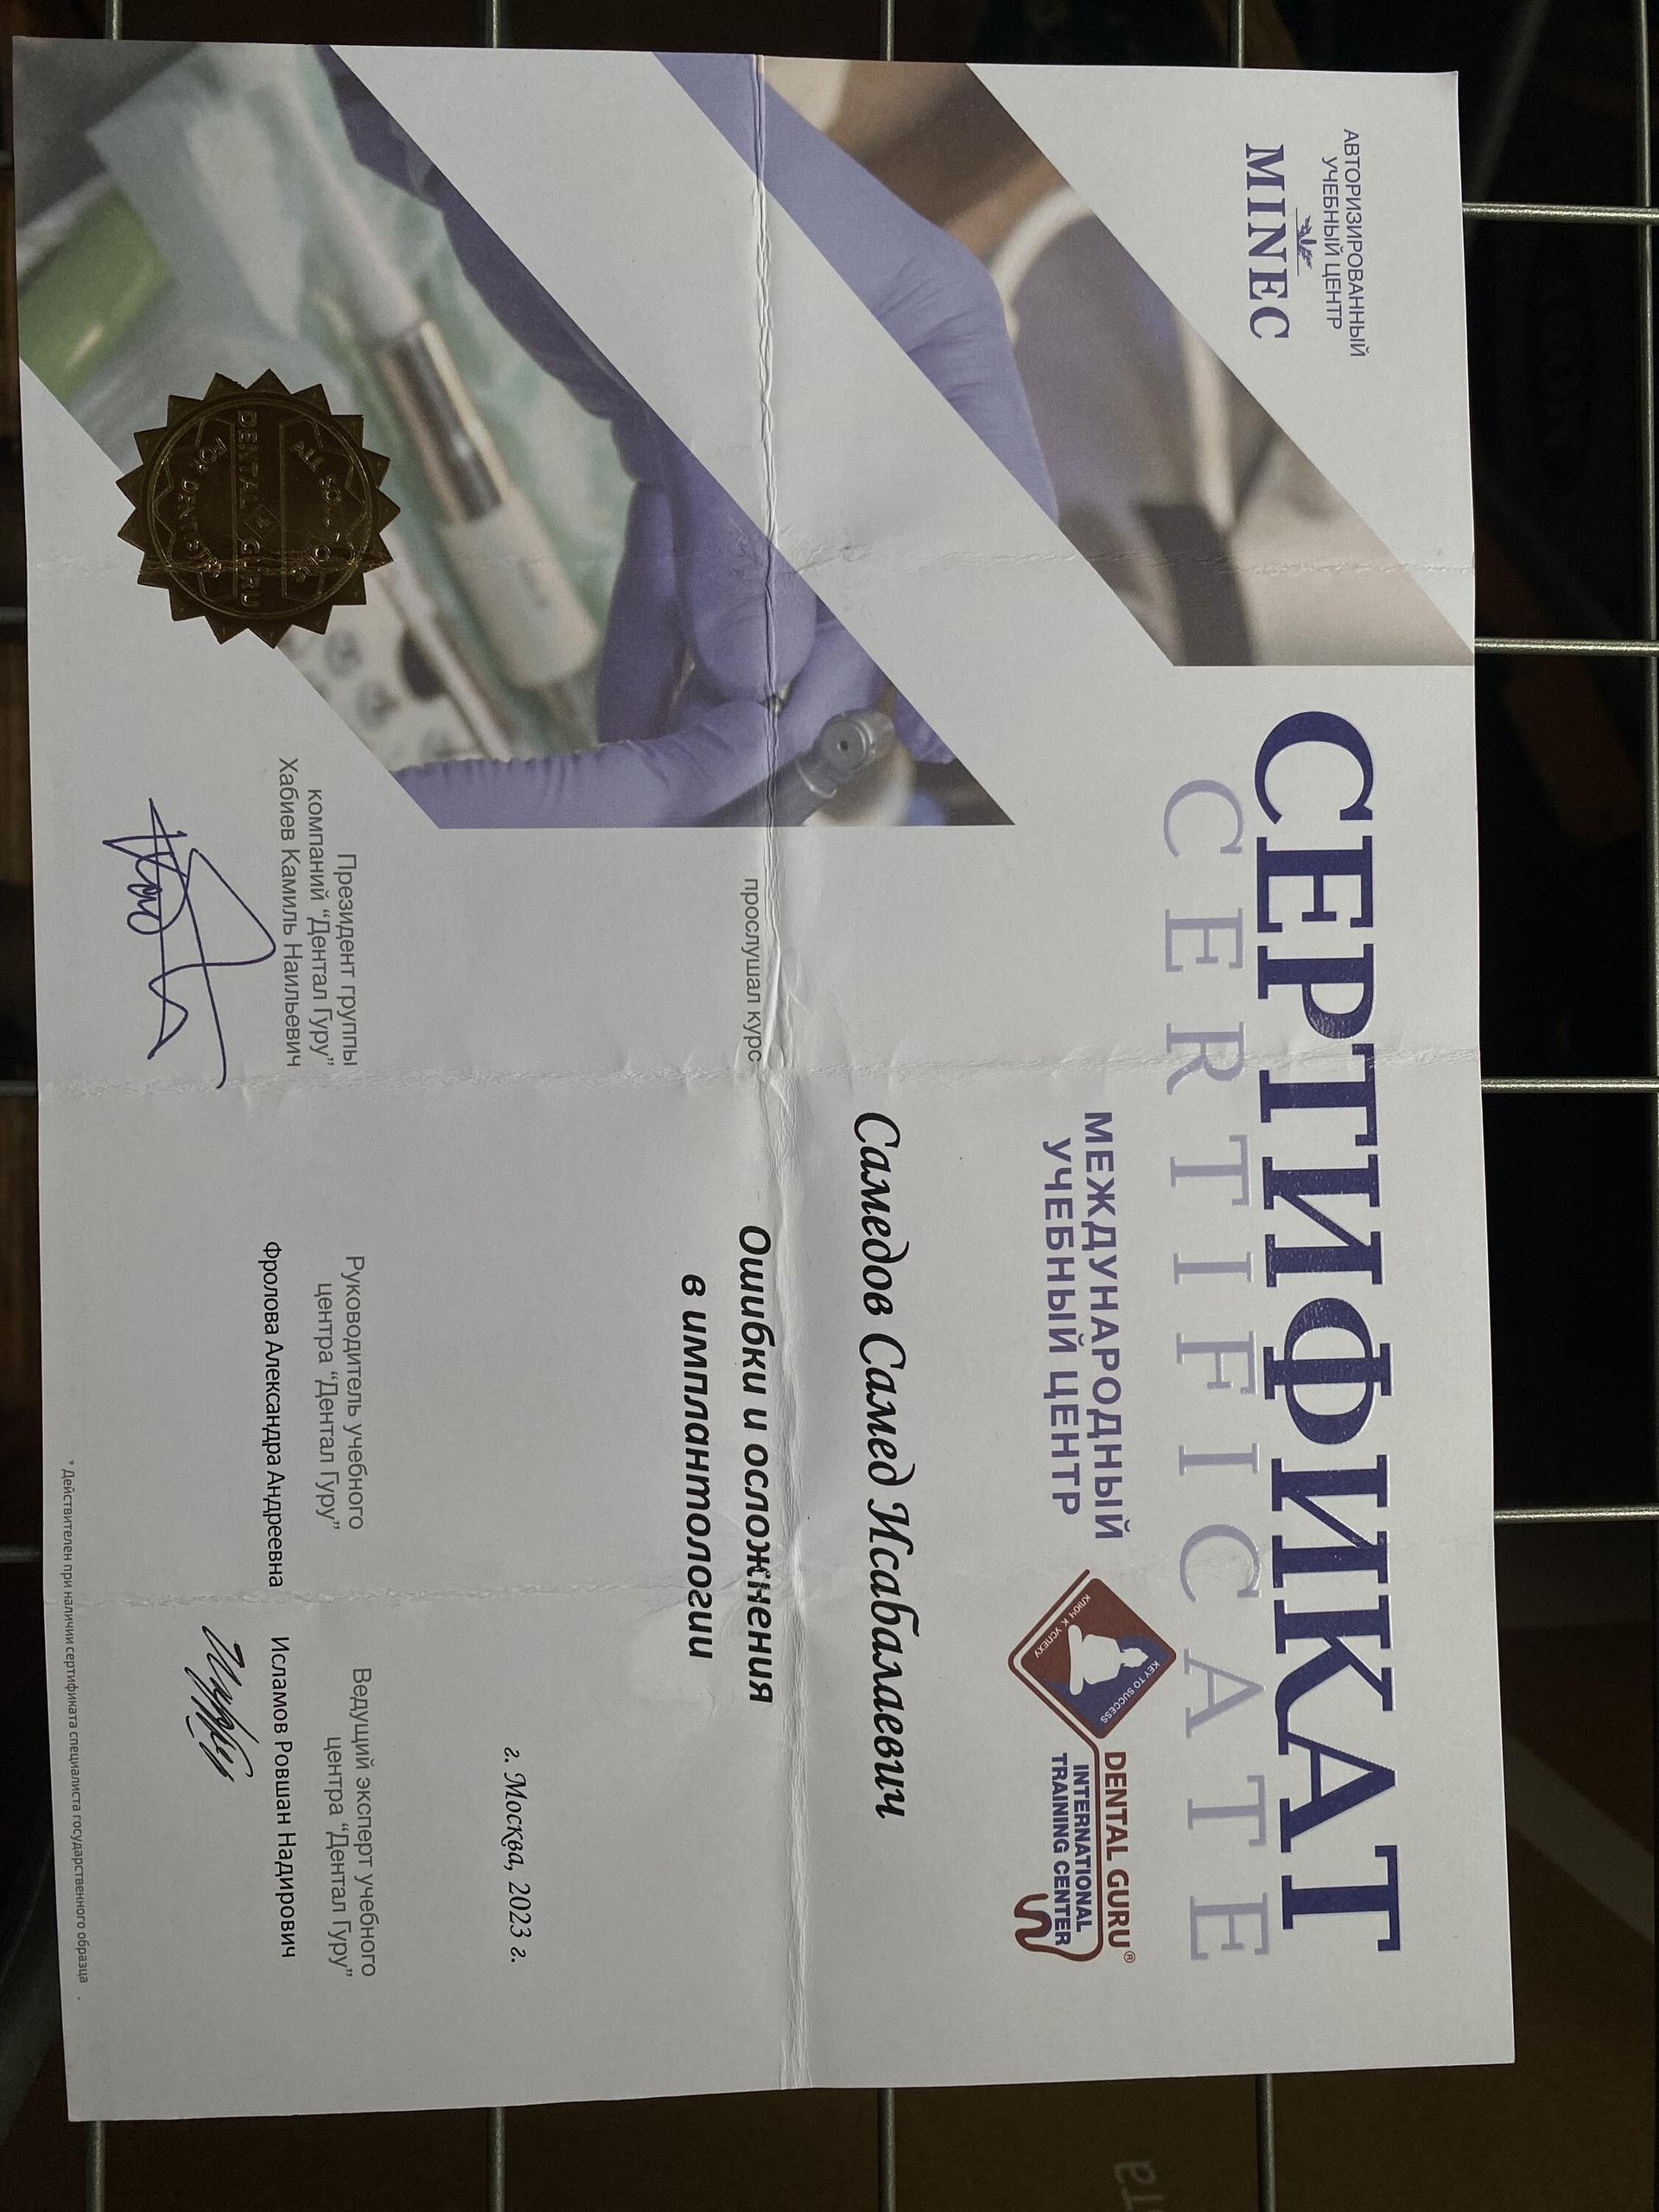 АВТОРИЗИРОВАННЫЙ
УЧЕБНЫЙ ЦЕНТР
MINEC
СЕРТИФИКАТ
CERTIFICATE
МЕЖДУНАРОДНЫЙ
УЧЕБНЫЙ ЦЕНТР
КЛЮЧ К УСПЕХУ
KEY TO SUCCESS
DENTAL GURU®
INTERNATIONAL
TRAINING CENTER
Самедов Самед Исабалаевич
прослушал курс
Ошибки и осложнения
в имплантологии
г. Москва, 2023 г.
Президент группы
компаний “Дентал Гуру”
Хабиев Камиль Наильевич
Руководитель учебного
центра “Дентал Гуру”
Фролова Александра Андреевна
Ведущий эксперт учебного
центра “Дентал Гуру”
Исламов Ровшан Надирович
DENTAL GURU
FOR DENTISTS
* Действителен при наличии сертификата специалиста государственного образца